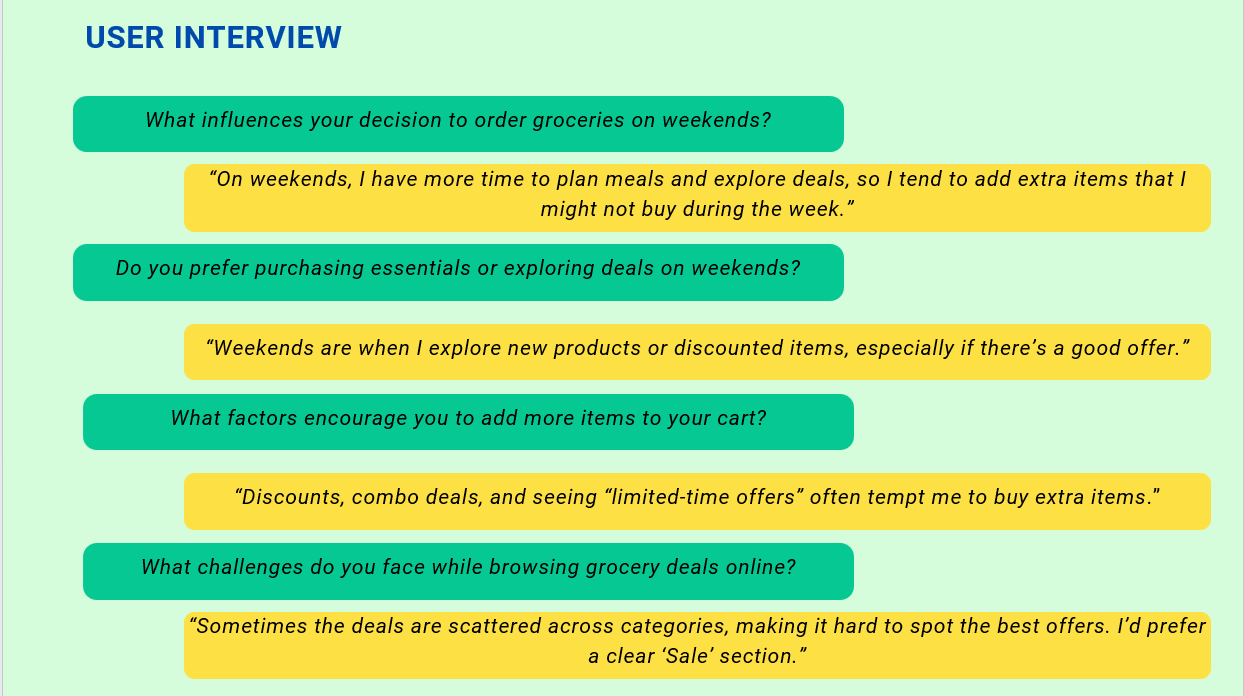 USER INTERVIEW
What influences your decision to order groceries on weekends?
“On weekends, I have more time to plan meals and explore deals, so I tend to add extra items that I
might not buy during the week.”
Do you prefer purchasing essentials or exploring deals on weekends?
“Weekends are when I explore new products or discounted items, especially if there’s a good offer.”
What factors encourage you to add more items to your cart?
“Discounts, combo deals, and seeing “limited-time offers” often tempt me to buy extra items."
What challenges do you face while browsing grocery deals online?
“Sometimes the deals are scattered across categories, making it hard to spot the best offers. I’d prefer
a clear ‘Sale’ section.”